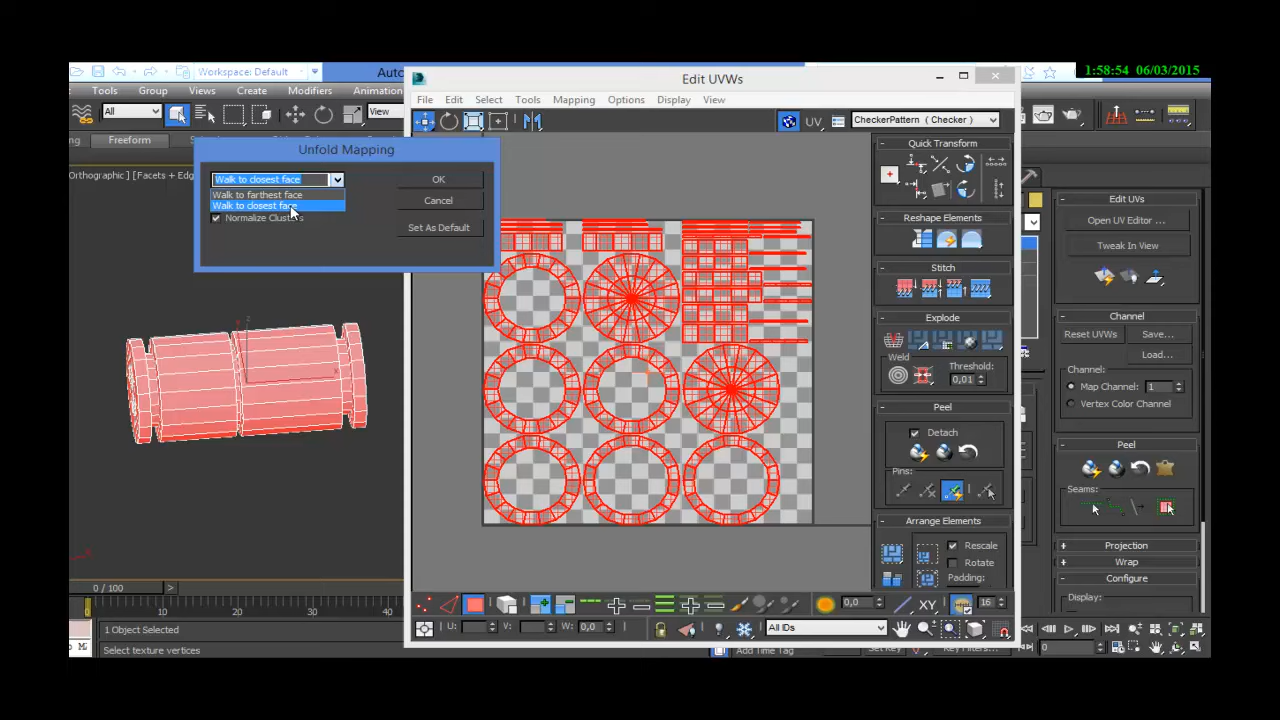 Workspace: Default
Auto
1:58:54 06/03/2015
Edit UVWs
Tools Group Views Create Modifiers Animation
File Edit Select Tools Mapping Options Display View
All
View
UV
CheckerPattern ( Checker )
Freeform
Unfold Mapping
Quick Transform
Orthographic ] [Facets + Edg
Walk to closest face
OK
Walk to farthest face
Walk to closest face
Cancel
Normalize Clusters
Set As Default
Edit UVs
Open UV Editor ...
Tweak In View
Reshape Elements
Stitch
Channel
Reset UVWs
Save...
Load...
Explode
Weld
Threshold:
0,01
Channel:
Map Channel:
1
Vertex Color Channel
Peel
Detach
Pins:
Peel
Seams:
Arrange Elements
Rescale
Rotate
Padding:
Projection
Wrap
Configure
Display:
0 / 100
>
10 20 30
0,0
XY
16
1 Object Selected
U:
V:
W:
0,0
All IDs
Select texture vertices
Add Time Tag
Set Key
Key Filters...
0